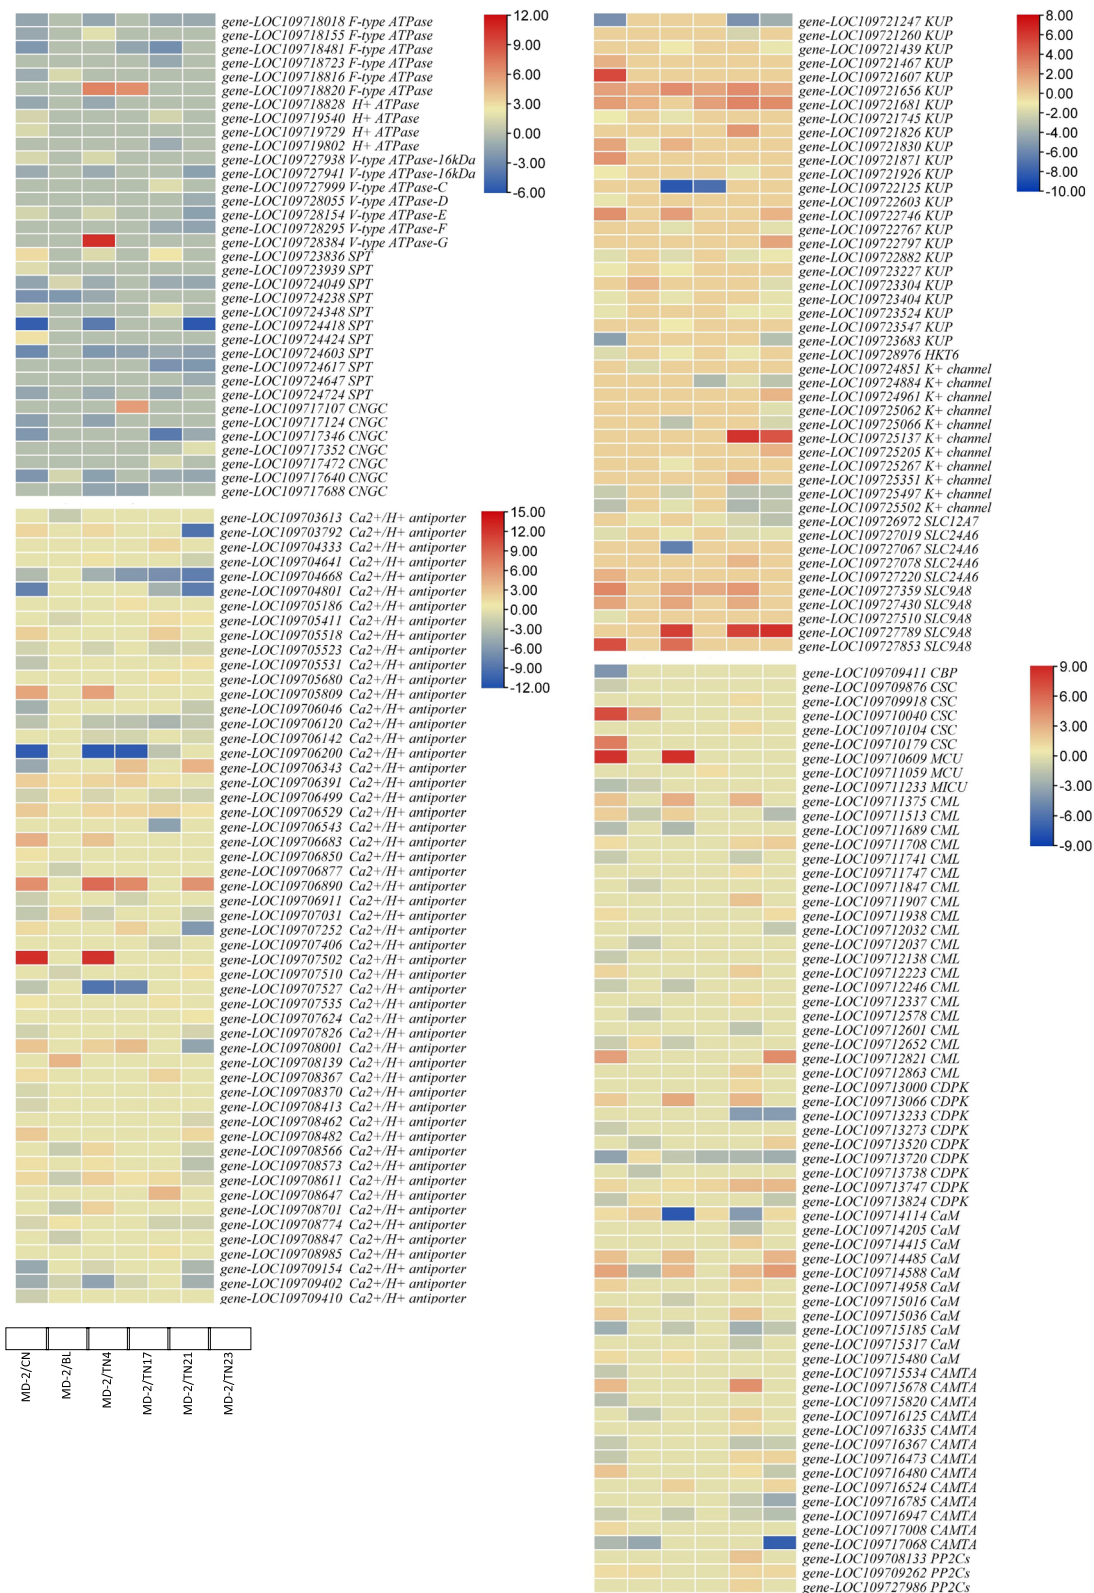 gene-LOC109718018 F-type ATPase
gene-LOC109718155 F-type ATPase
gene-LOC109718481 F-type ATPase
gene-LOC109718723 F-type ATPase
gene-LOC109718816 F-type ATPase
gene-LOC109718820 F-type ATPase
gene-LOC109718828 H+ ATPase
gene-LOC109719540 H+ ATPase
gene-LOC109719729 H+ ATPase
gene-LOC109719802 H+ ATPase
gene-LOC109727938 V-type ATPase-16kDa
gene-LOC109727941 V-type ATPase-16kDa
gene-LOC109727999 V-type ATPase-C
gene-LOC109728055 V-type ATPase-D
gene-LOC109728154 V-type ATPase-E
gene-LOC109728295 V-type ATPase-F
gene-LOC109728384 V-type ATPase-G
gene-LOC109723836 SPT
gene-LOC109723939 SPT
gene-LOC109724049 SPT
gene-LOC109724238 SPT
gene-LOC109724348 SPT
gene-LOC109724418 SPT
gene-LOC109724424 SPT
gene-LOC109724603 SPT
gene-LOC109724617 SPT
gene-LOC109724647 SPT
gene-LOC109724724 SPT
gene-LOC109717107 CNGC
gene-LOC109717124 CNGC
gene-LOC109717346 CNGC
gene-LOC109717352 CNGC
gene-LOC109717472 CNGC
gene-LOC109717640 CNGC
gene-LOC109717688 CNGC
12.00
9.00
6.00
3.00
0.00
-3.00
-6.00
gene-LOC109703613 Ca2+/H+ antiporter
gene-LOC109703792 Ca2+/H+ antiporter
gene-LOC109704333 Ca2+/H+ antiporter
gene-LOC109704641 Ca2+/H+ antiporter
gene-LOC109704668 Ca2+/H+ antiporter
gene-LOC109704801 Ca2+/H+ antiporter
gene-LOC109705186 Ca2+/H+ antiporter
gene-LOC109705411 Ca2+/H+ antiporter
gene-LOC109705518 Ca2+/H+ antiporter
gene-LOC109705523 Ca2+/H+ antiporter
gene-LOC109705531 Ca2+/H+ antiporter
gene-LOC109705680 Ca2+/H+ antiporter
gene-LOC109705809 Ca2+/H+ antiporter
gene-LOC109706046 Ca2+/H+ antiporter
gene-LOC109706120 Ca2+/H+ antiporter
gene-LOC109706142 Ca2+/H+ antiporter
gene-LOC109706200 Ca2+/H+ antiporter
gene-LOC109706343 Ca2+/H+ antiporter
gene-LOC109706391 Ca2+/H+ antiporter
gene-LOC109706499 Ca2+/H+ antiporter
gene-LOC109706529 Ca2+/H+ antiporter
gene-LOC109706543 Ca2+/H+ antiporter
gene-LOC109706683 Ca2+/H+ antiporter
gene-LOC109706850 Ca2+/H+ antiporter
gene-LOC109706877 Ca2+/H+ antiporter
gene-LOC109706890 Ca2+/H+ antiporter
gene-LOC109706911 Ca2+/H+ antiporter
gene-LOC109707031 Ca2+/H+ antiporter
gene-LOC109707252 Ca2+/H+ antiporter
gene-LOC109707406 Ca2+/H+ antiporter
gene-LOC109707502 Ca2+/H+ antiporter
gene-LOC109707510 Ca2+/H+ antiporter
gene-LOC109707527 Ca2+/H+ antiporter
gene-LOC109707535 Ca2+/H+ antiporter
gene-LOC109707624 Ca2+/H+ antiporter
gene-LOC109707826 Ca2+/H+ antiporter
gene-LOC109708001 Ca2+/H+ antiporter
gene-LOC109708139 Ca2+/H+ antiporter
gene-LOC109708367 Ca2+/H+ antiporter
gene-LOC109708370 Ca2+/H+ antiporter
gene-LOC109708413 Ca2+/H+ antiporter
gene-LOC109708462 Ca2+/H+ antiporter
gene-LOC109708482 Ca2+/H+ antiporter
gene-LOC109708566 Ca2+/H+ antiporter
gene-LOC109708573 Ca2+/H+ antiporter
gene-LOC109708611 Ca2+/H+ antiporter
gene-LOC109708647 Ca2+/H+ antiporter
gene-LOC109708701 Ca2+/H+ antiporter
gene-LOC109708774 Ca2+/H+ antiporter
gene-LOC109708847 Ca2+/H+ antiporter
gene-LOC109708985 Ca2+/H+ antiporter
gene-LOC109709154 Ca2+/H+ antiporter
gene-LOC109709402 Ca2+/H+ antiporter
gene-LOC109709410 Ca2+/H+ antiporter
15.00
12.00
9.00
6.00
3.00
0.00
-3.00
-6.00
-9.00
-12.00
MD-2/CN
MD-2/BL
MD-2/TN4
MD-2/TN17
MD-2/TN21
MD-2/TN23
gene-LOC109721247 KUP
gene-LOC109721260 KUP
gene-LOC109721439 KUP
gene-LOC109721467 KUP
gene-LOC109721607 KUP
gene-LOC109721656 KUP
gene-LOC109721681 KUP
gene-LOC109721745 KUP
gene-LOC109721826 KUP
gene-LOC109721830 KUP
gene-LOC109721871 KUP
gene-LOC109721926 KUP
gene-LOC109722125 KUP
gene-LOC109722603 KUP
gene-LOC109722746 KUP
gene-LOC109722767 KUP
gene-LOC109722797 KUP
gene-LOC109722882 KUP
gene-LOC109723227 KUP
gene-LOC109723304 KUP
gene-LOC109723404 KUP
gene-LOC109723524 KUP
gene-LOC109723547 KUP
gene-LOC109723683 KUP
gene-LOC109728976 HKT6
gene-LOC109724851 K+ channel
gene-LOC109724884 K+ channel
gene-LOC109724961 K+ channel
gene-LOC109725062 K+ channel
gene-LOC109725066 K+ channel
gene-LOC109725137 K+ channel
gene-LOC109725205 K+ channel
gene-LOC109725267 K+ channel
gene-LOC109725351 K+ channel
gene-LOC109725497 K+ channel
gene-LOC109725502 K+ channel
gene-LOC109726972 SLC12A7
gene-LOC109727019 SLC24A6
gene-LOC109727067 SLC24A6
gene-LOC109727078 SLC24A6
gene-LOC109727220 SLC24A6
gene-LOC109727359 SLC9A8
gene-LOC109727430 SLC9A8
gene-LOC109727510 SLC9A8
gene-LOC109727789 SLC9A8
gene-LOC109727853 SLC9A8
8.00
6.00
4.00
2.00
0.00
-2.00
-4.00
-6.00
-8.00
-10.00
gene-LOC109709411 CBP
gene-LOC109709876 CSC
gene-LOC109709918 CSC
gene-LOC109710040 CSC
gene-LOC109710104 CSC
gene-LOC109710179 CSC
gene-LOC109710609 MCU
gene-LOC109711059 MCU
gene-LOC109711233 MICU
gene-LOC109711375 CML
gene-LOC109711513 CML
gene-LOC109711689 CML
gene-LOC109711708 CML
gene-LOC109711741 CML
gene-LOC109711747 CML
gene-LOC109711847 CML
gene-LOC109711907 CML
gene-LOC109711938 CML
gene-LOC109712032 CML
gene-LOC109712037 CML
gene-LOC109712138 CML
gene-LOC109712223 CML
gene-LOC109712246 CML
gene-LOC109712337 CML
gene-LOC109712578 CML
gene-LOC109712601 CML
gene-LOC109712652 CML
gene-LOC109712821 CML
gene-LOC109712863 CML
gene-LOC109713000 CDPK
gene-LOC109713066 CDPK
gene-LOC109713233 CDPK
gene-LOC109713273 CDPK
gene-LOC109713520 CDPK
gene-LOC109713720 CDPK
gene-LOC109713738 CDPK
gene-LOC109713747 CDPK
gene-LOC109713824 CDPK
gene-LOC109714114 CaM
gene-LOC109714205 CaM
gene-LOC109714415 CaM
gene-LOC109714485 CaM
gene-LOC109714588 CaM
gene-LOC109714958 CaM
gene-LOC109715016 CaM
gene-LOC109715036 CaM
gene-LOC109715185 CaM
gene-LOC109715317 CaM
gene-LOC109715480 CaM
gene-LOC109715534 CAMTA
gene-LOC109715678 CAMTA
gene-LOC109715820 CAMTA
gene-LOC109716125 CAMTA
gene-LOC109716335 CAMTA
gene-LOC109716367 CAMTA
gene-LOC109716473 CAMTA
gene-LOC109716480 CAMTA
gene-LOC109716524 CAMTA
gene-LOC109716785 CAMTA
gene-LOC109716947 CAMTA
gene-LOC109717008 CAMTA
gene-LOC109717068 CAMTA
gene-LOC109708133 PP2Cs
gene-LOC109709262 PP2Cs
gene-LOC109727986 PP2Cs
9.00
6.00
3.00
0.00
-3.00
-6.00
-9.00